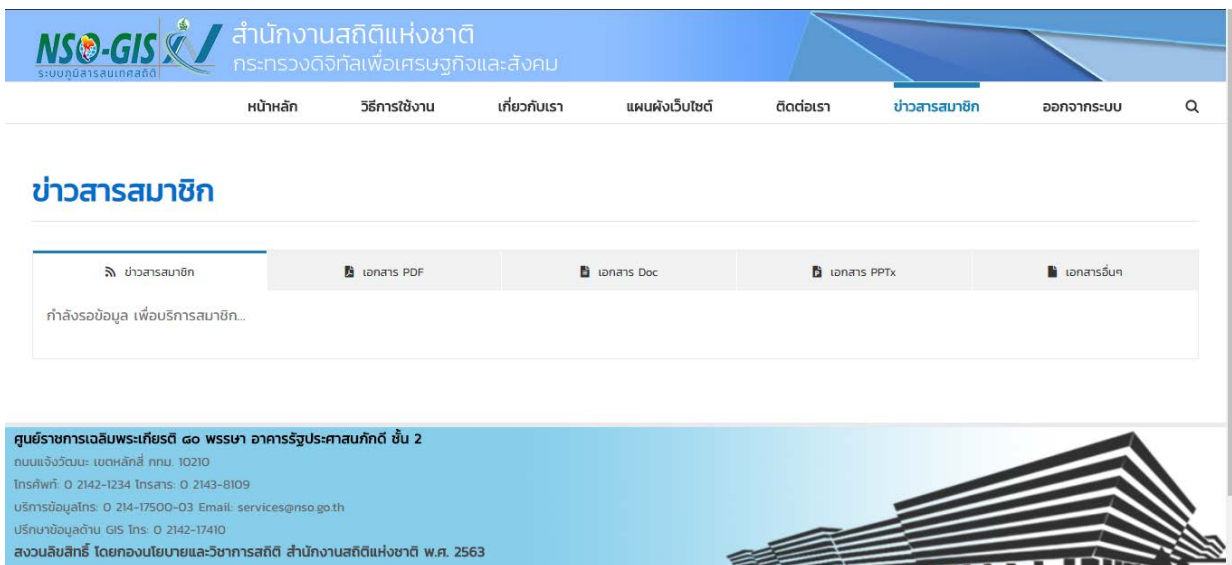 NSO-GIS
ระบบภูมิสารสนเทศสถิติ
สำนักงานสถิติแห่งชาติ
กระทรวงดิจิทัลเพื่อเศรษฐกิจและสังคม
หน้าหลัก วิธีการใช้งาน เกี่ยวกับเรา แผนผังเว็บไซต์ ติดต่อเรา ข่าวสารสมาชิก ออกจากระบบ
ข่าวสารสมาชิก
ข่าวสารสมาชิก เอกสาร PDF เอกสาร Doc เอกสาร PPTx เอกสารอื่นๆ
กำลังรอข้อมูล เพื่อบริการสมาชิก...
ศูนย์ราชการเฉลิมพระเกียรติ ๘๐ พรรษา อาคารรัฐประศาสนภักดี ชั้น 2
ถนนแจ้งวัฒนะ เขตหลักสี่ กทม. 10210
โทรศัพท์: 0 2142-1234 โทรสาร: 0 2143-8109
บริการข้อมูลโทร: 0 214-17500-03 Email: services@nso.go.th
ปรึกษาข้อมูลด้าน GIS โทร: 0 2142-17410
สงวนลิขสิทธิ์ โดยกองนโยบายและวิชาการสถิติ สำนักงานสถิติแห่งชาติ พ.ศ. 2563